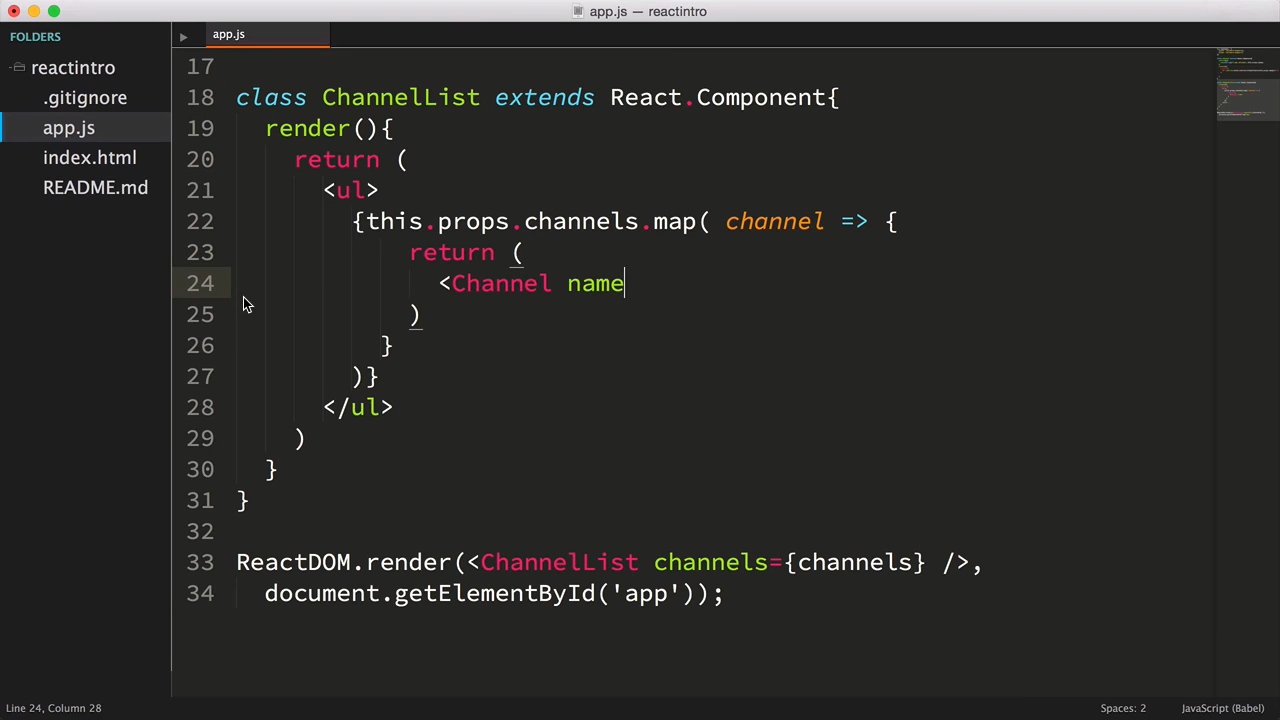 app.js — reactintro
FOLDERS
reactintro
.gitignore
app.js
index.html
README.md
app.js
17
18 class ChannelList extends React.Component{
19 render(){
20 return (
21 <ul>
22 {this.props.channels.map( channel => {
23 return (
24 <Channel name
25 )
26 }
27 )}
28 </ul>
29 )
30 }
31 }
32
33 ReactDOM.render(<ChannelList channels={channels} />,
34 document.getElementById('app'));
Line 24, Column 28
Spaces: 2
JavaScript (Babel)